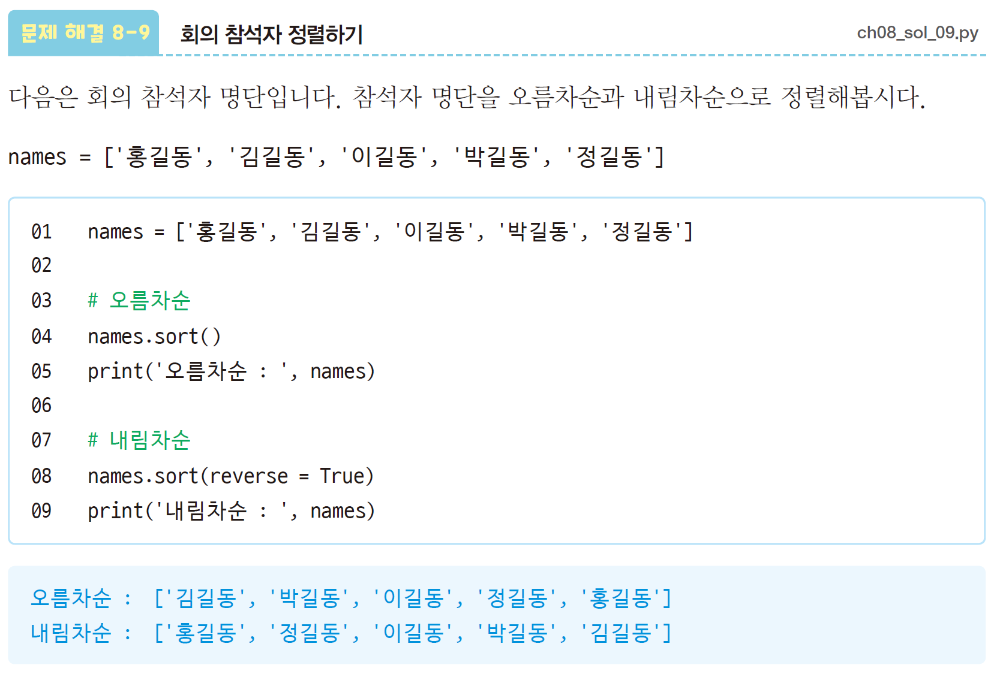 문제 해결 8-9 회의 참석자 정렬하기 ch08_sol_09.py
다음은 회의 참석자 명단입니다. 참석자 명단을 오름차순과 내림차순으로 정렬해봅시다.
names = ['홍길동', '김길동', '이길동', '박길동', '정길동']
01 names = ['홍길동', '김길동', '이길동', '박길동', '정길동']
02
03 # 오름차순
04 names.sort()
05 print('오름차순 : ', names)
06
07 # 내림차순
08 names.sort(reverse = True)
09 print('내림차순 : ', names)
오름차순 :  ['김길동', '박길동', '이길동', '정길동', '홍길동']
내림차순 :  ['홍길동', '정길동', '이길동', '박길동', '김길동']